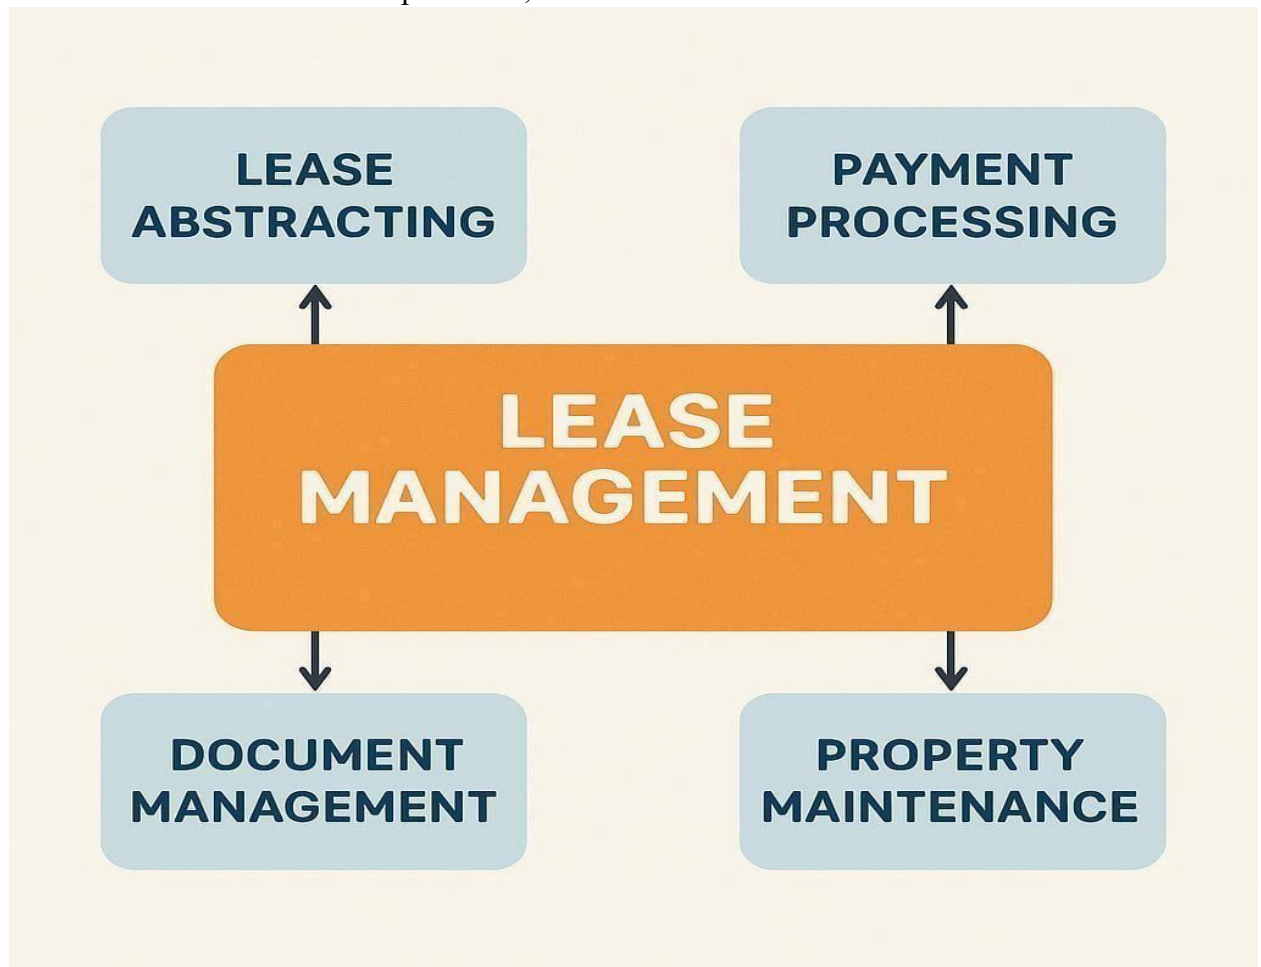 LEASE
ABSTRACTING
PAYMENT
PROCESSING
LEASE
MANAGEMENT
DOCUMENT
MANAGEMENT
PROPERTY
MAINTENANCE